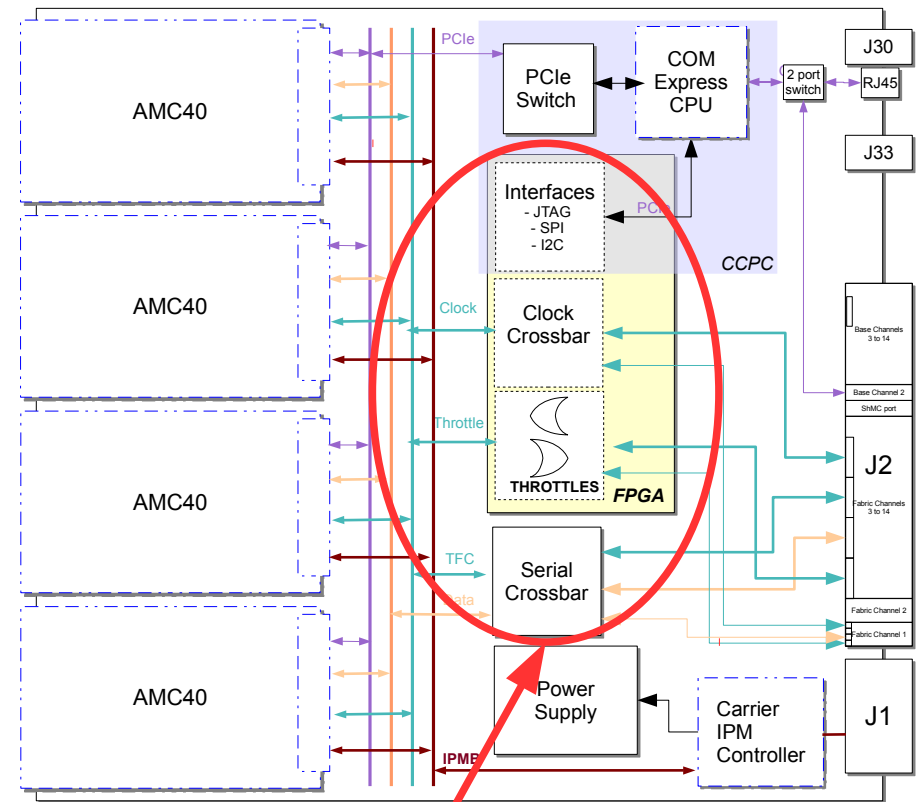 AMC40
AMC40
AMC40
AMC40
PCIe
PCIe
Switch
COM
Express
CPU
2 port
switch
J30
RJ45
J33
Interfaces
- JTAG
- SPI
- I2C
PCIe
CCPC
Clock
Clock
Crossbar
Throttle
THROTTLES
FPGA
TFC
Data
Serial
Crossbar
Base Channels
3 to 14
Base Channel 2
ShMC port
J2
Fabric Channels
3 to 14
Fabric Channel 2
Fabric Channel 1
Power
Supply
IPMB
Carrier
IPM
Controller
J1